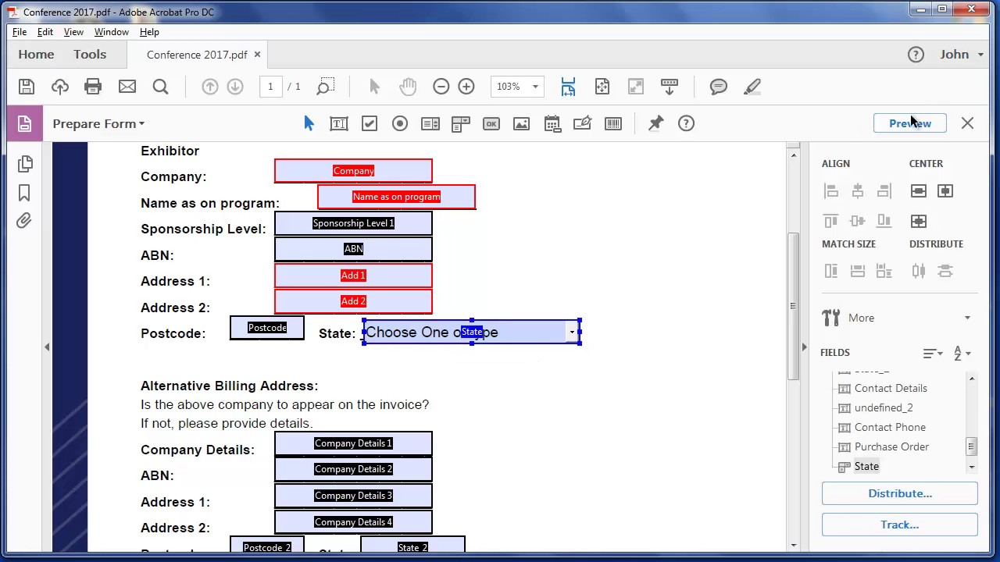 Conference 2017.pdf - Adobe Acrobat Pro DC
File Edit View Window Help
Home Tools Conference 2017.pdf × John
1 / 1 103%
Prepare Form Preview
Exhibitor
Company: Company
Name as on program: Name as on program
Sponsorship Level: Sponsorship Level 1
ABN: ABN
Address 1: Add 1
Address 2: Add 2
Postcode: Postcode State: Choose One o State ype
Alternative Billing Address:
Is the above company to appear on the invoice?
If not, please provide details.
Company Details: Company Details 1
ABN: Company Details 2
Address 1: Company Details 3
Address 2: Company Details 4
Postcode 2 State 2
ALIGN CENTER
MATCH SIZE DISTRIBUTE
More
FIELDS
Contact Details
undefined_2
Contact Phone
Purchase Order
State
Distribute...
Track...